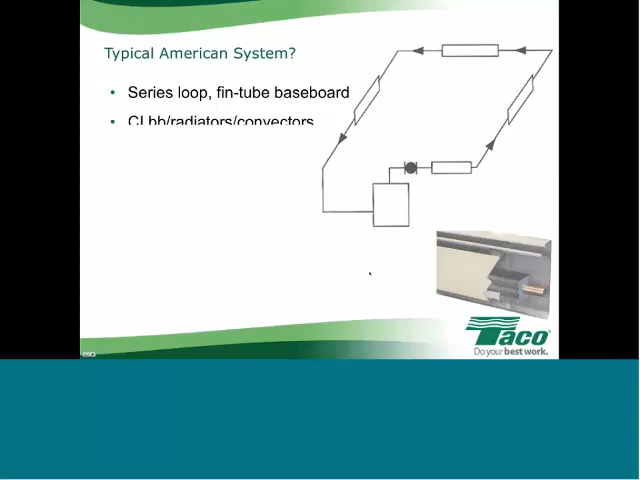 Typical American System?
• Series loop, fin-tube baseboard
• CI bb/radiators/convectors
Taco
Do your best work.